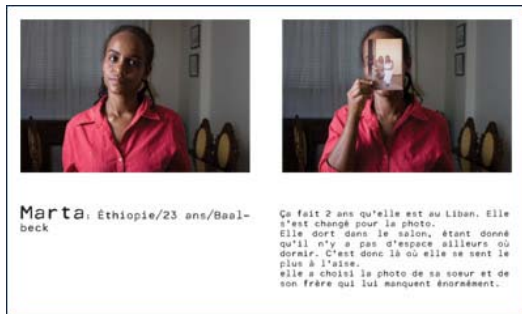 Marta: Éthiopie/23 ans/Baal-
beck
Ça fait 2 ans qu'elle est au Liban. Elle
s'est changé pour la photo.
Elle dort dans le salon, étant donné
qu'il n'y a pas d'espace ailleurs où
dormir. C'est donc là où elle se sent le
plus à l'aise.
elle a choisi la photo de sa soeur et de
son frère qui lui manquent énormément.